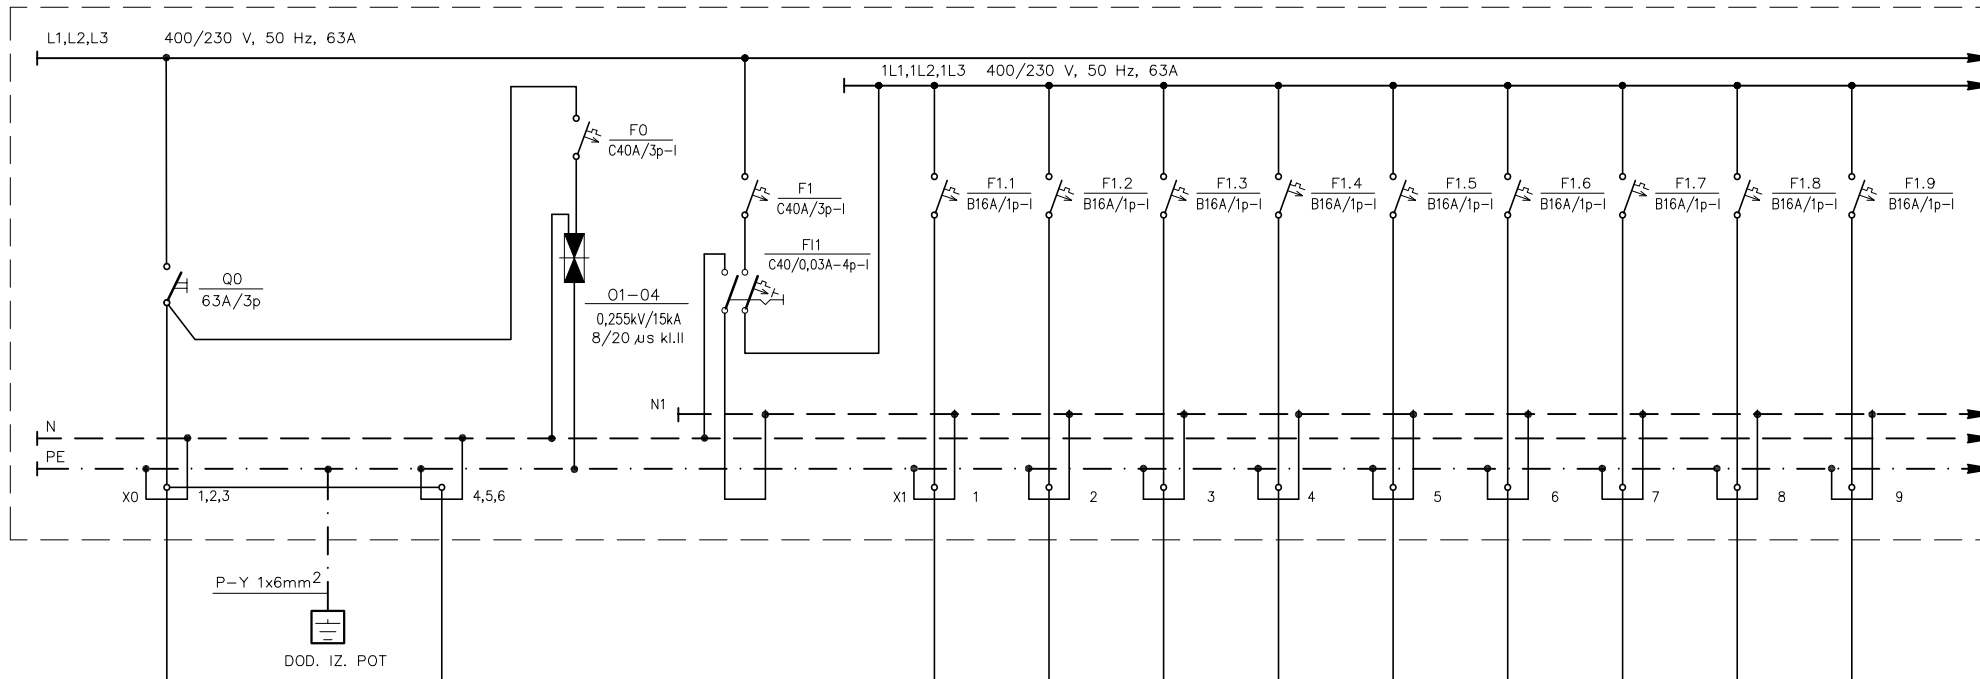 L1,L2,L3 400/230 V, 50 Hz, 63A
1L1,1L2,1L3 400/230 V, 50 Hz, 63A
F0
C40A/3p-I
F1
C40A/3p-I
F1.1
B16A/1p-I
F1.2
B16A/1p-I
F1.3
B16A/1p-I
F1.4
B16A/1p-I
F1.5
B16A/1p-I
F1.6
B16A/1p-I
F1.7
B16A/1p-I
F1.8
B16A/1p-I
F1.9
B16A/1p-I
FI1
C40/0,03A-4p-I
Q0
63A/3p
O1-O4
0,255kV/15kA
8/20 µs kl.II
N1
N
PE
X0 1,2,3 4,5,6 X1 1 2 3 4 5 6 7 8 9
P-Y 1x6mm²
DOD. IZ. POT